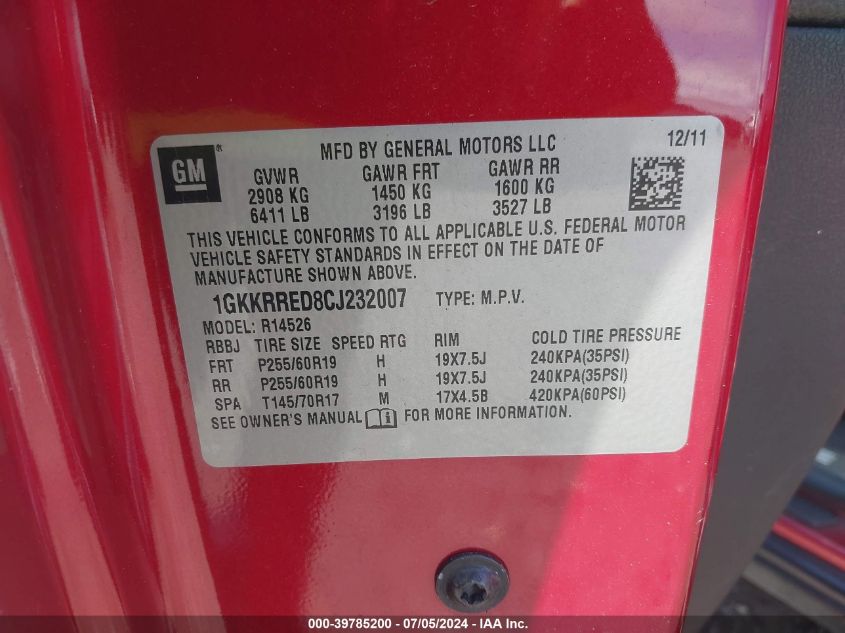 GM ®
MFD BY GENERAL MOTORS LLC 12/11
GVWR GAWR FRT GAWR RR
2908 KG 1450 KG 1600 KG
6411 LB 3196 LB 3527 LB
THIS VEHICLE CONFORMS TO ALL APPLICABLE U.S. FEDERAL MOTOR
VEHICLE SAFETY STANDARDS IN EFFECT ON THE DATE OF
MANUFACTURE SHOWN ABOVE.
1GKKRRED8CJ232007 TYPE: M.P.V.
MODEL: R14526
RBBJ TIRE SIZE SPEED RTG RIM COLD TIRE PRESSURE
FRT P255/60R19 H 19X7.5J 240KPA(35PSI)
RR P255/60R19 H 19X7.5J 240KPA(35PSI)
SPA T145/70R17 M 17X4.5B 420KPA(60PSI)
SEE OWNER'S MANUAL FOR MORE INFORMATION.
000-39785200 - 07/05/2024 - IAA Inc.